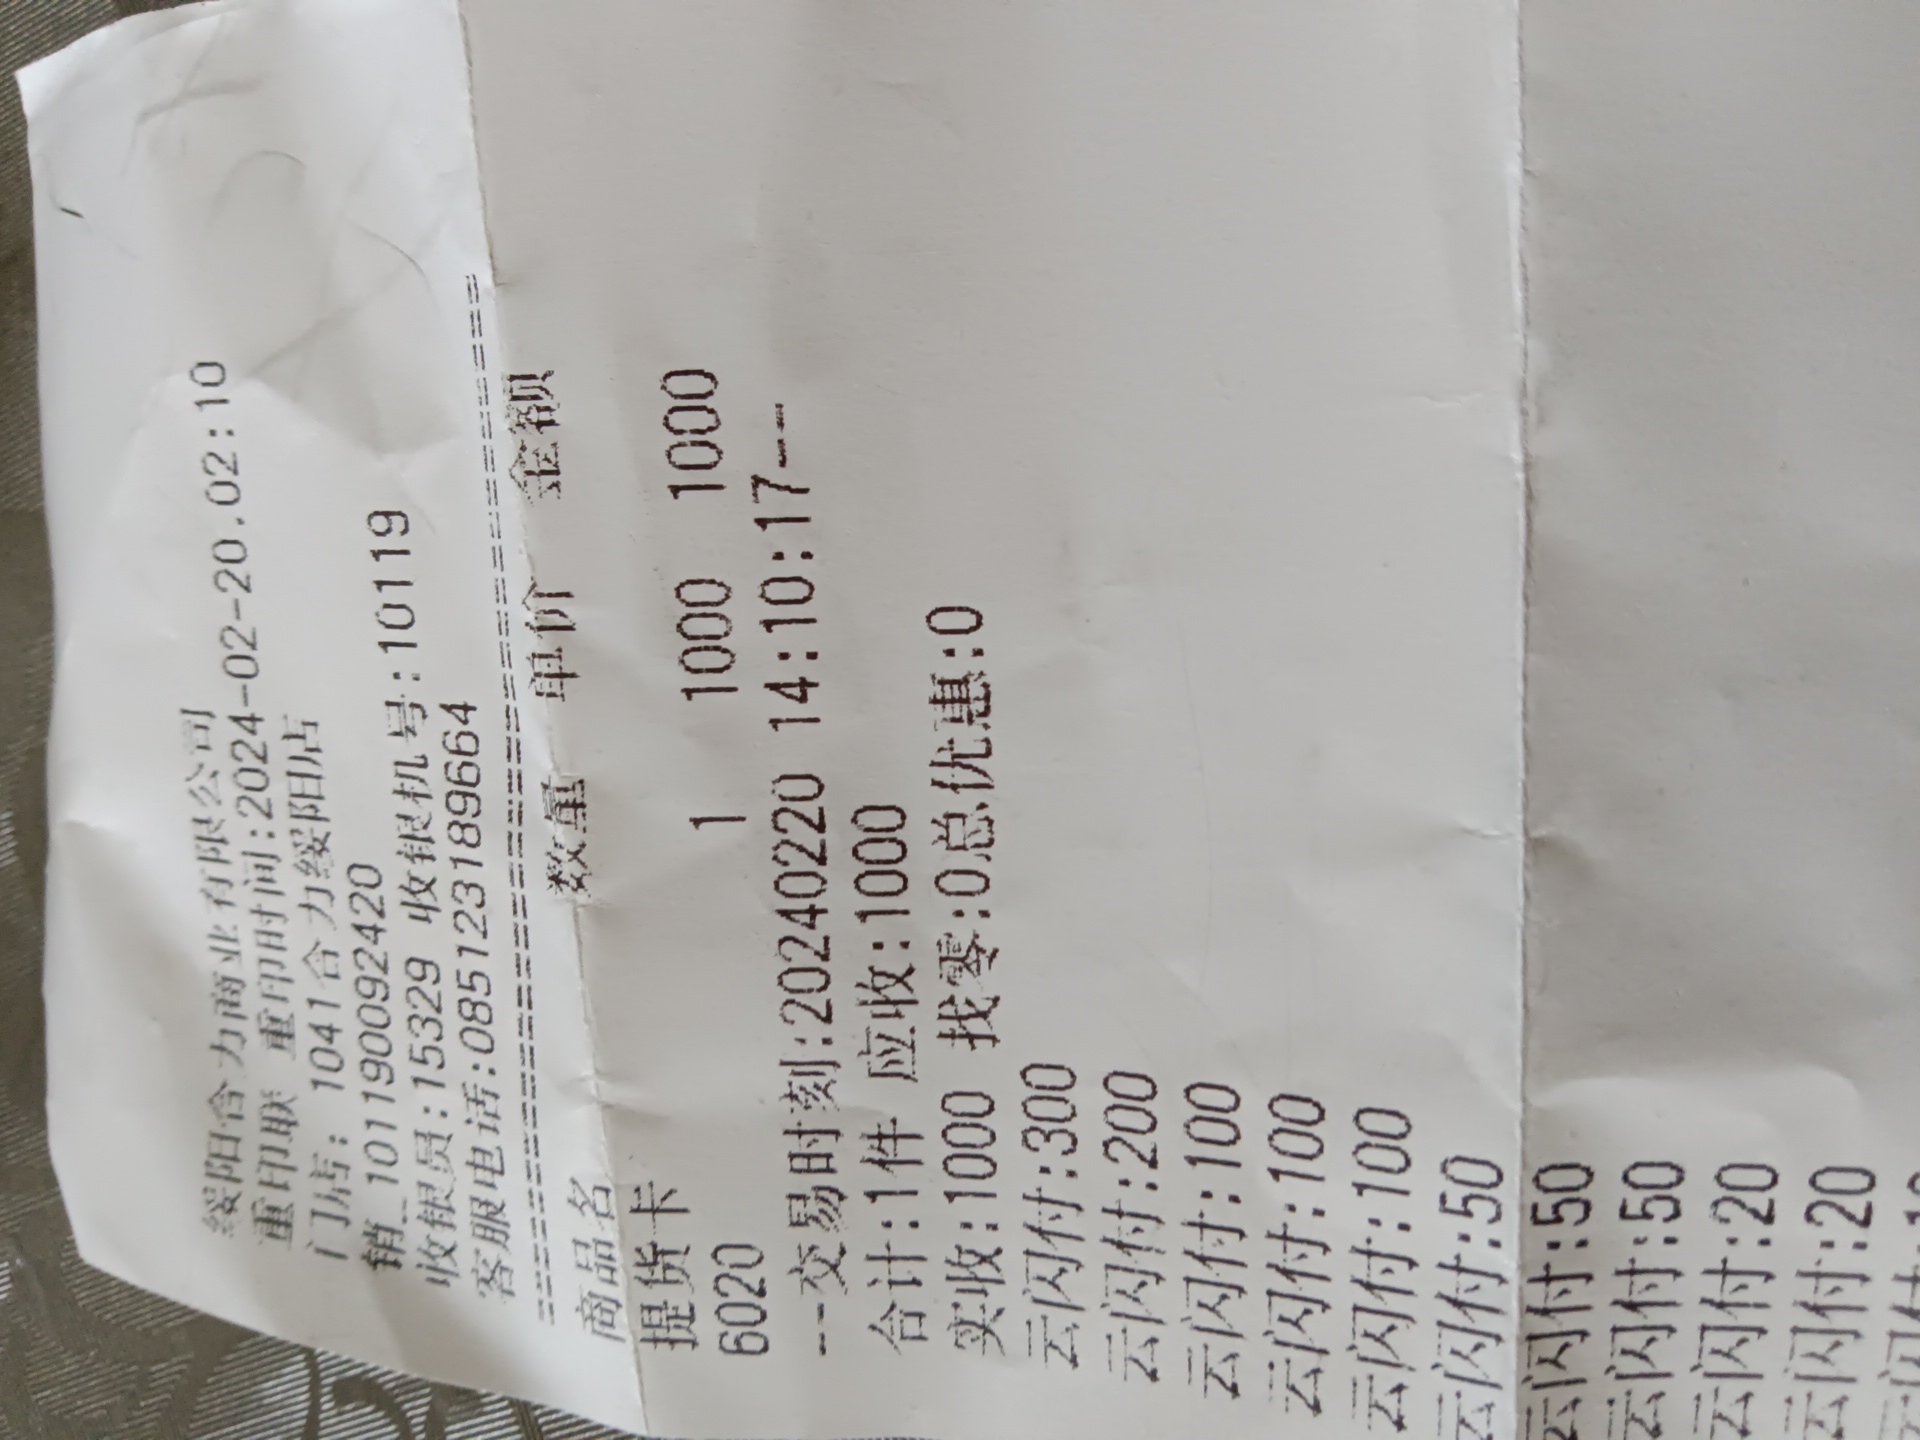 绥阳合力商业有限公司
重印联 重印时间:2024-02-20.02:10
门店: 1041合力绥阳店
销_1011900924​20
收银员:15329 收银机号:10119
客服电话:085123189664
商品名 数量 单价 金额
提货卡
6020 1 1000 1000
---交易时刻:20240220 14:10:17---
合计:1件 应收:1000
实收:1000 找零:0总优惠:0
云闪付:300
云闪付:200
云闪付:100
云闪付:100
云闪付:100
云闪付:50
云闪付:50
云闪付:50
云闪付:20
云闪付:20